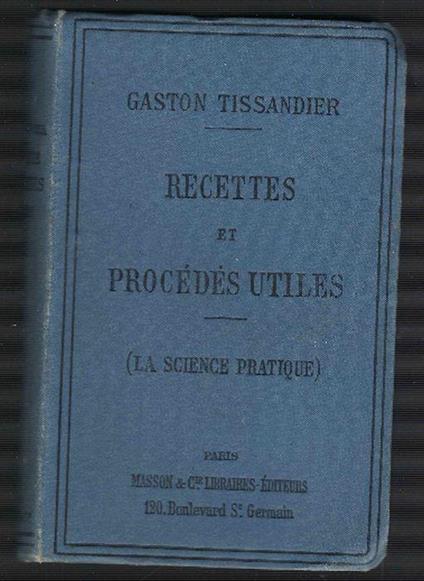 GASTON TISSANDIER
RECETTES
ET
PROCÉDÉS UTILES
(LA SCIENCE PRATIQUE)
PARIS
MASSON & CIE LIBRAIRES-ÉDITEURS
120, Boulevard St Germain